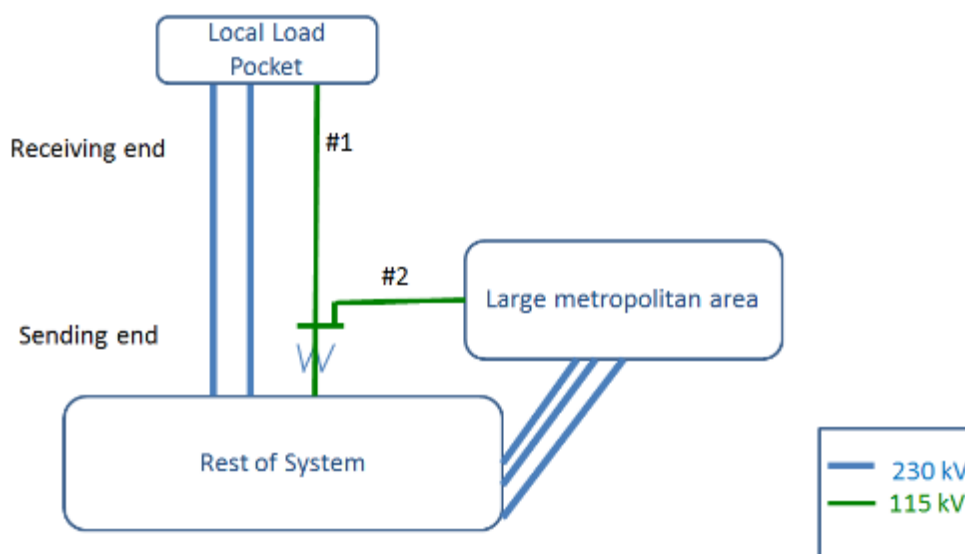 Local Load
Pocket
Receiving end
#1
#2
Large metropolitan area
Sending end
Rest of System
230 kV
115 kV